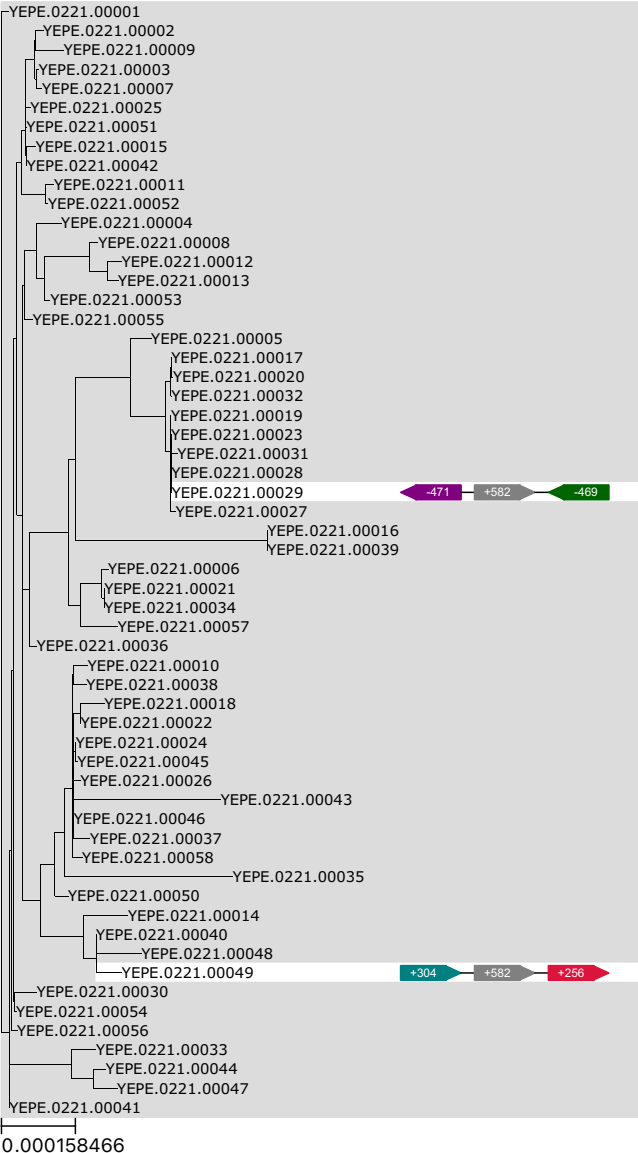 YEPE.0221.00001
YEPE.0221.00002
YEPE.0221.00009
YEPE.0221.00003
YEPE.0221.00007
YEPE.0221.00025
YEPE.0221.00051
YEPE.0221.00015
YEPE.0221.00042
YEPE.0221.00011
YEPE.0221.00052
YEPE.0221.00004
YEPE.0221.00008
YEPE.0221.00012
YEPE.0221.00013
YEPE.0221.00053
YEPE.0221.00055
YEPE.0221.00005
YEPE.0221.00017
YEPE.0221.00020
YEPE.0221.00032
YEPE.0221.00019
YEPE.0221.00023
YEPE.0221.00031
YEPE.0221.00028
YEPE.0221.00029 -471 +582 -469
YEPE.0221.00027
YEPE.0221.00016
YEPE.0221.00039
YEPE.0221.00006
YEPE.0221.00021
YEPE.0221.00034
YEPE.0221.00057
YEPE.0221.00036
YEPE.0221.00010
YEPE.0221.00038
YEPE.0221.00018
YEPE.0221.00022
YEPE.0221.00024
YEPE.0221.00045
YEPE.0221.00026
YEPE.0221.00043
YEPE.0221.00046
YEPE.0221.00037
YEPE.0221.00058
YEPE.0221.00035
YEPE.0221.00050
YEPE.0221.00014
YEPE.0221.00040
YEPE.0221.00048
YEPE.0221.00049 +304 +582 +256
YEPE.0221.00030
YEPE.0221.00054
YEPE.0221.00056
YEPE.0221.00033
YEPE.0221.00044
YEPE.0221.00047
YEPE.0221.00041
0.000158466